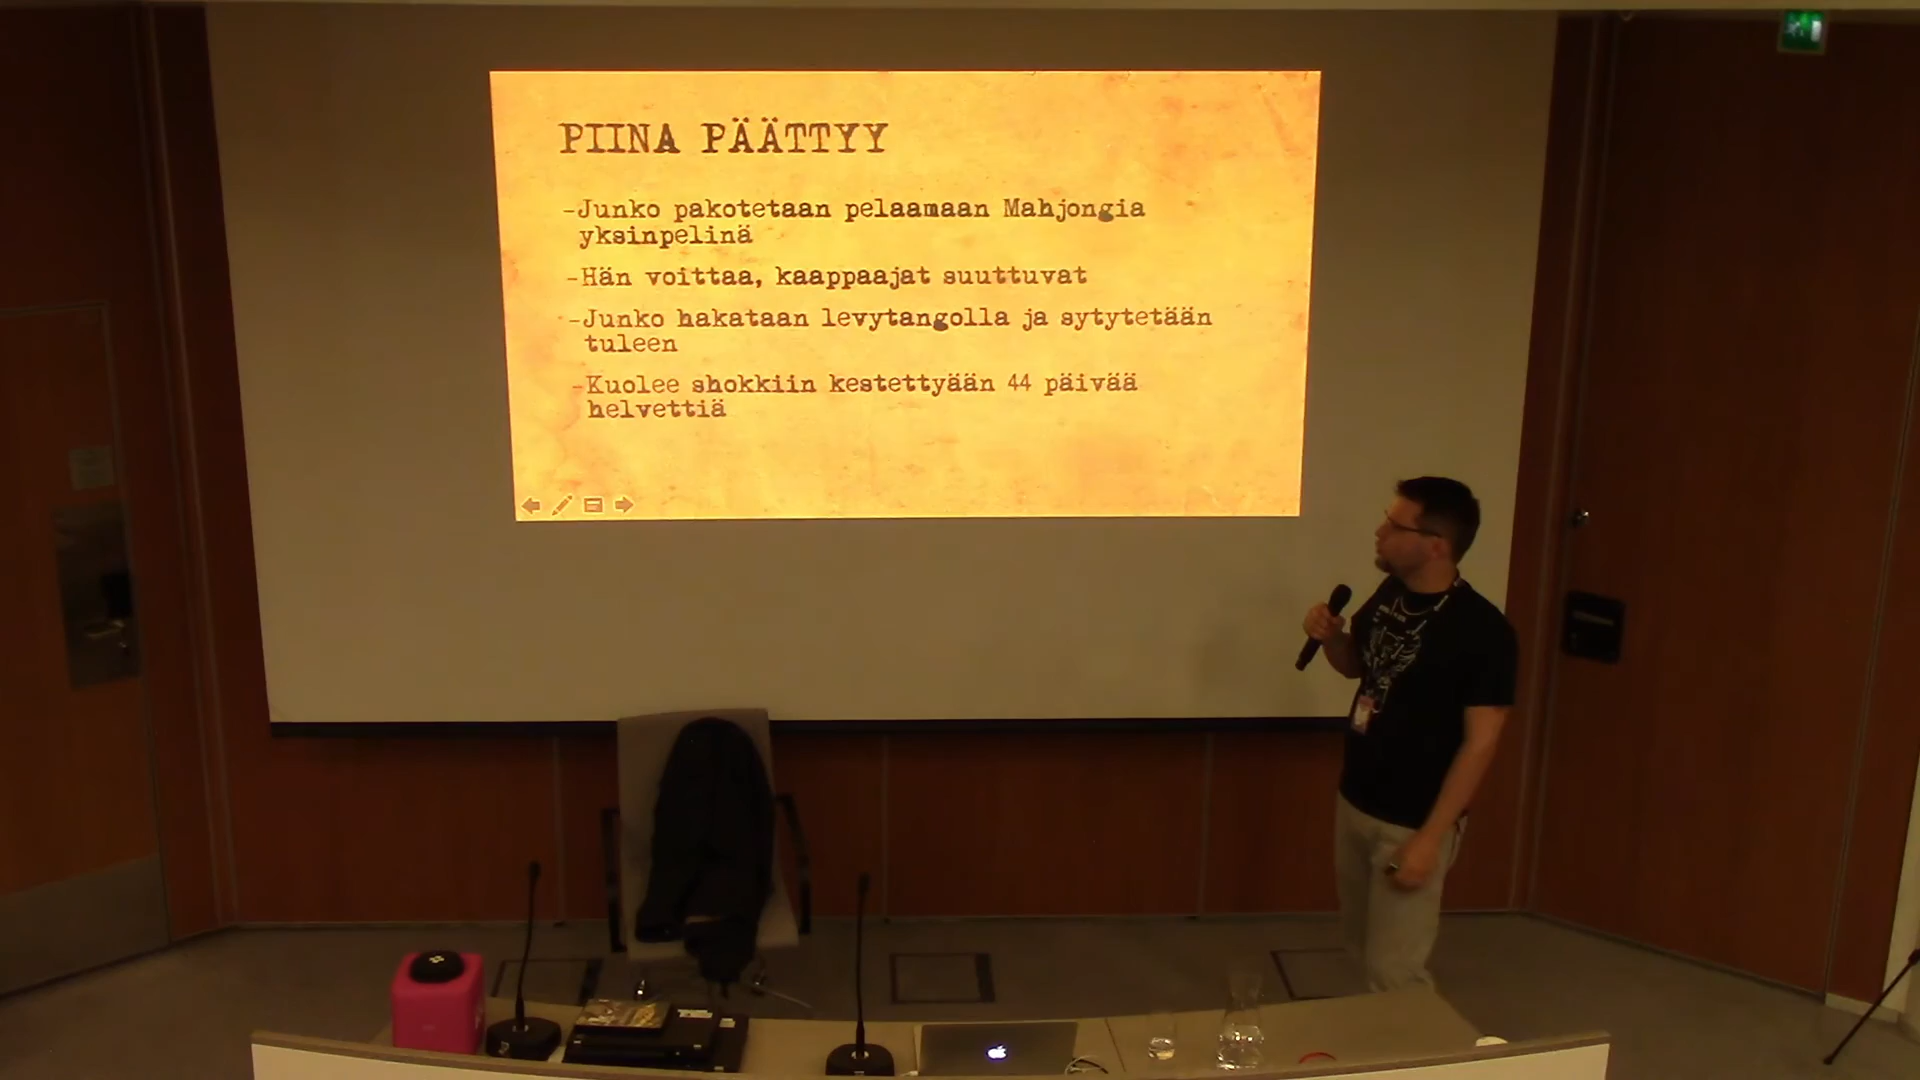 PIINA PÄÄTTYY
-Junko pakotetaan pelaamaan Mahjongia
yksinpelinä
-Hän voittaa, kaappaajat suuttuvat
-Junko hakataan levytangolla ja sytytetään
tuleen
-Kuolee shokkiin kestettyään 44 päivää
helvettiä